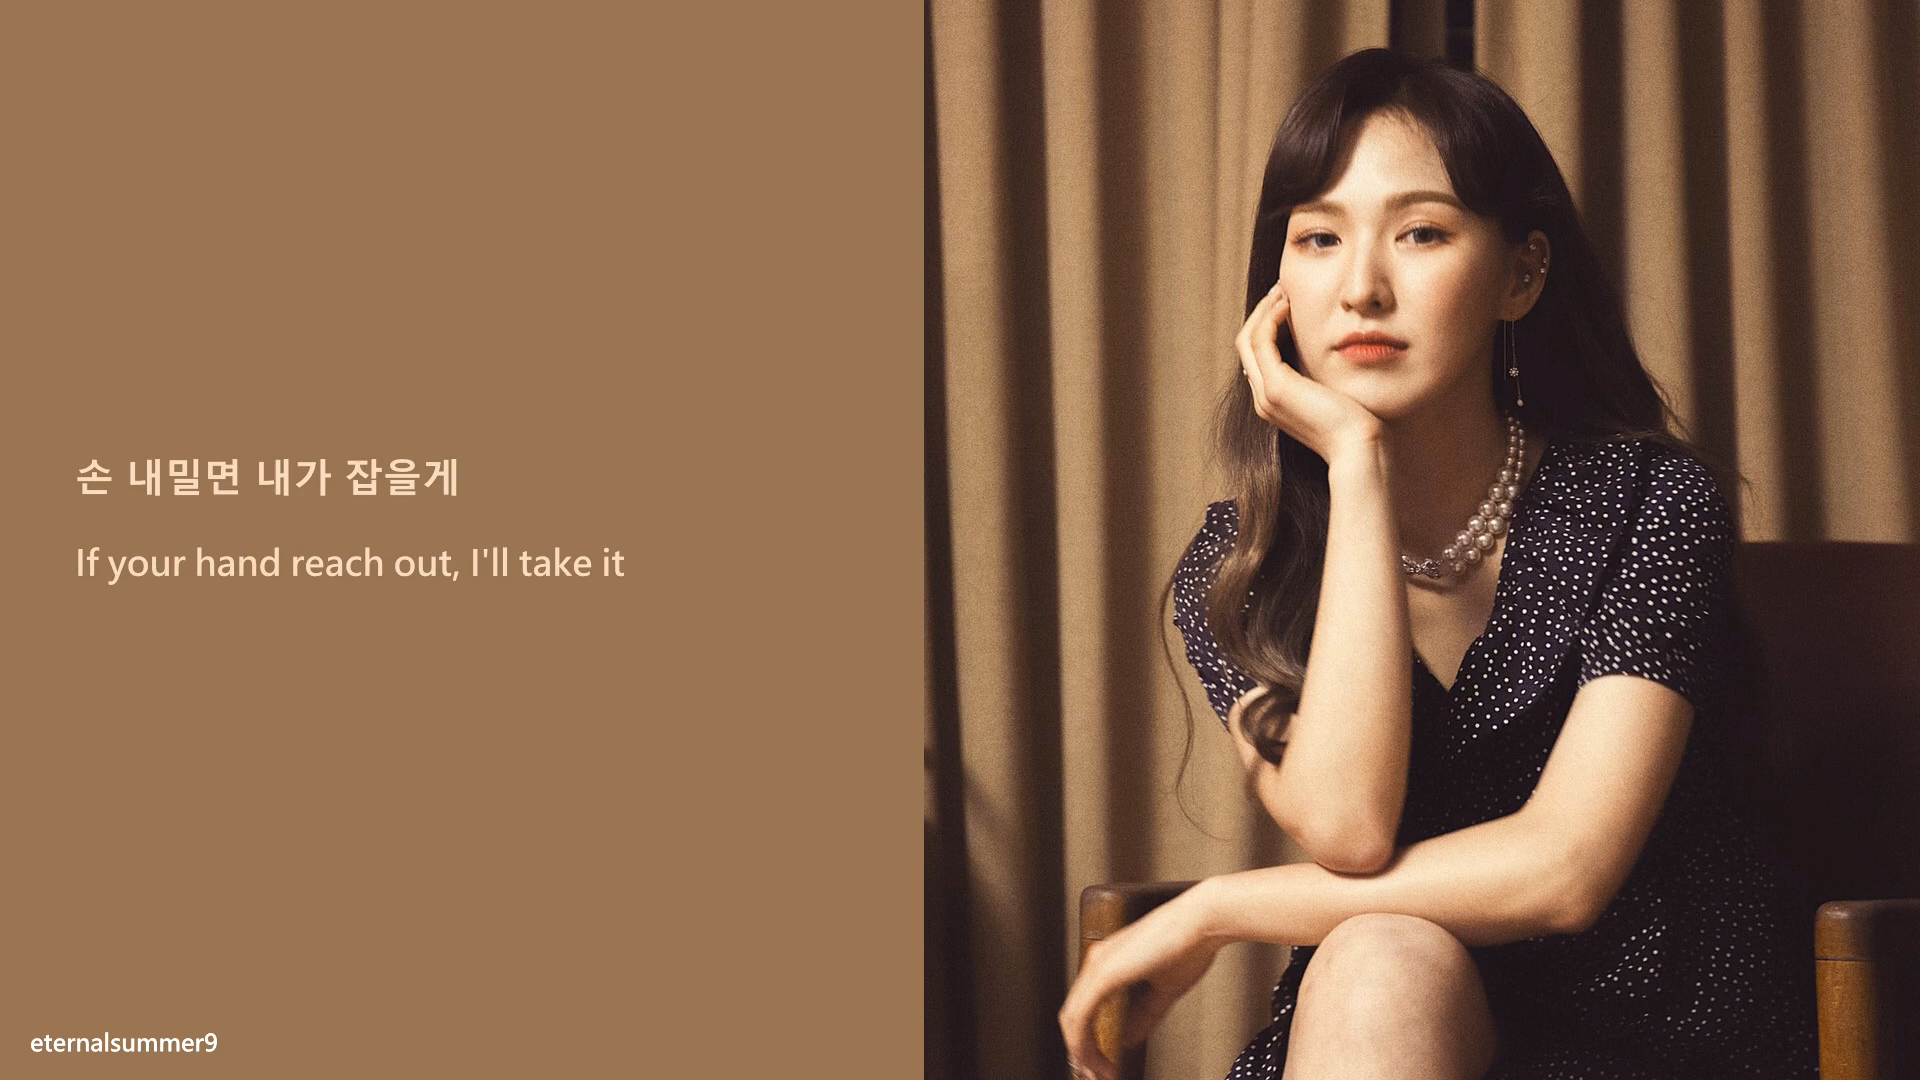 손 내밀면 내가 잡을게
If your hand reach out, I'll take it
eternalsummer9